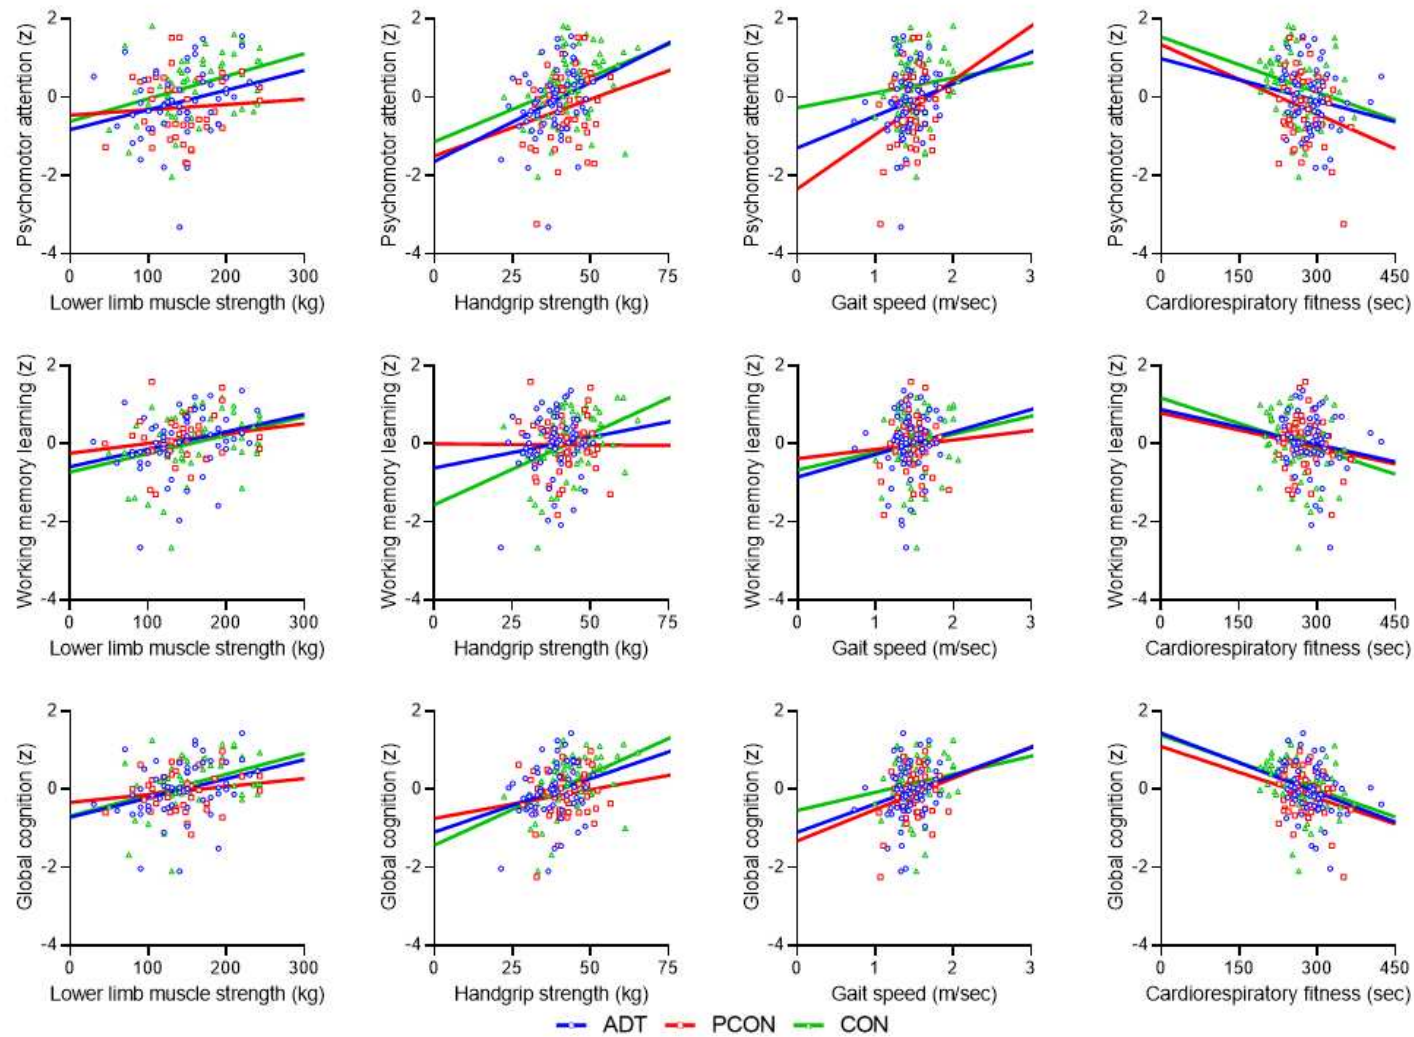 Psychomotor attention (z)
2
0
-2
-4
0 100 200 300
Lower limb muscle strength (kg)
Psychomotor attention (z)
2
0
-2
-4
0 25 50 75
Handgrip strength (kg)
Psychomotor attention (z)
2
0
-2
-4
0 1 2 3
Gait speed (m/sec)
Psychomotor attention (z)
2
0
-2
-4
0 150 300 450
Cardiorespiratory fitness (sec)
Working memory learning (z)
2
0
-2
-4
0 100 200 300
Lower limb muscle strength (kg)
Working memory learning (z)
2
0
-2
-4
0 25 50 75
Handgrip strength (kg)
Working memory learning (z)
2
0
-2
-4
0 1 2 3
Gait speed (m/sec)
Working memory learning (z)
2
0
-2
-4
0 150 300 450
Cardiorespiratory fitness (sec)
Global cognition (z)
2
0
-2
-4
0 100 200 300
Lower limb muscle strength (kg)
Global cognition (z)
2
0
-2
-4
0 25 50 75
Handgrip strength (kg)
Global cognition (z)
2
0
-2
-4
0 1 2 3
Gait speed (m/sec)
Global cognition (z)
2
0
-2
-4
0 150 300 450
Cardiorespiratory fitness (sec)
ADT PCON CON